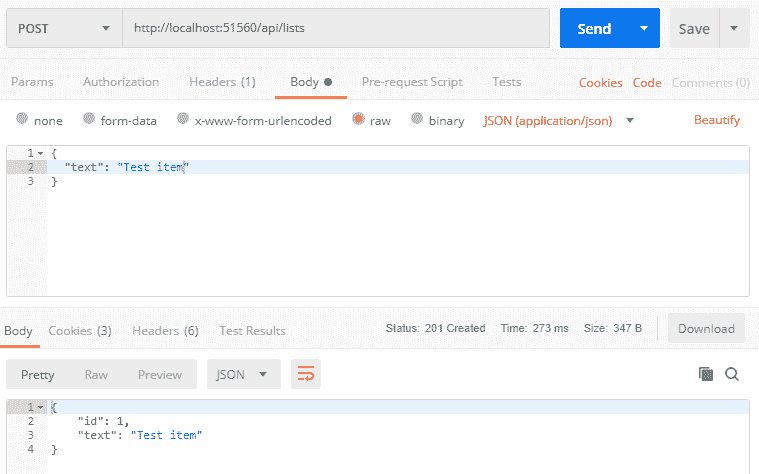 POST http://localhost:51560/api/lists Send Save
Params Authorization Headers (1) Body Pre-request Script Tests Cookies Code Comments (0)
none form-data x-www-form-urlencoded raw binary JSON (application/json) Beautify
1 {
2 "text": "Test item"
3 }
Body Cookies (3) Headers (6) Test Results Status: 201 Created Time: 273 ms Size: 347 B Download
Pretty Raw Preview JSON
1 {
2 "id": 1,
3 "text": "Test item"
4 }